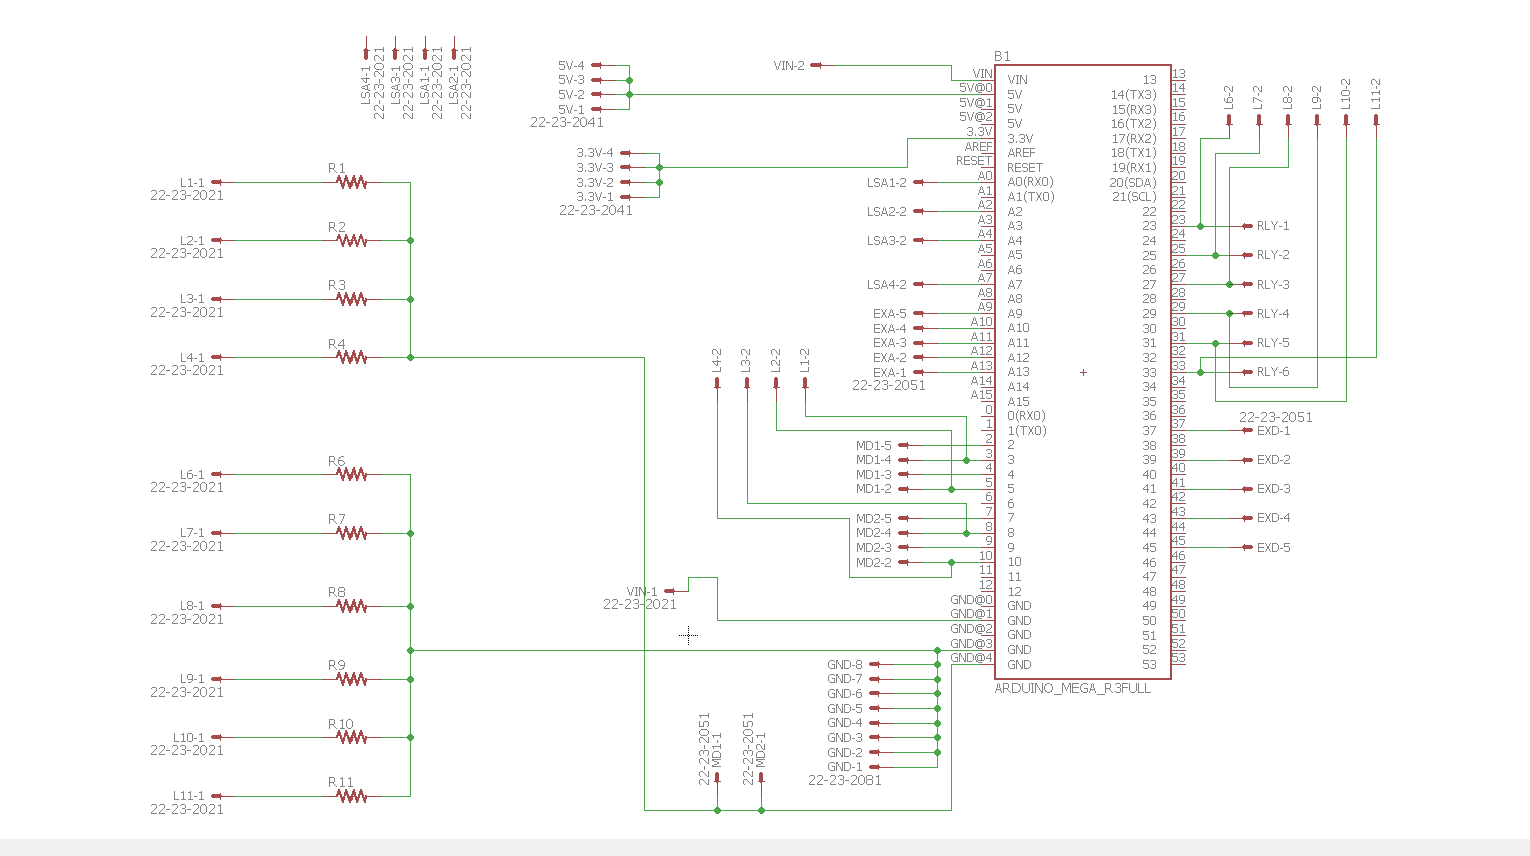 LSA4-1
22-23-2021
LSA3-1
22-23-2021
LSA1-1
22-23-2021
LSA2-1
22-23-2021
5V-4
5V-3
5V-2
5V-1
22-23-2041
3.3V-4
3.3V-3
3.3V-2
3.3V-1
22-23-2041
VIN-2
L1-1
22-23-2021
R1
L2-1
22-23-2021
R2
L3-1
22-23-2021
R3
L4-1
22-23-2021
R4
L6-1
22-23-2021
R6
L7-1
22-23-2021
R7
L8-1
22-23-2021
R8
L9-1
22-23-2021
R9
L10-1
22-23-2021
R10
L11-1
22-23-2021
R11
LSA1-2
LSA2-2
LSA3-2
LSA4-2
EXA-5
EXA-4
EXA-3
EXA-2
EXA-1
22-23-2051
L4-2
L3-2
L2-2
L1-2
MD1-5
MD1-4
MD1-3
MD1-2
MD2-5
MD2-4
MD2-3
MD2-2
VIN-1
22-23-2021
22-23-2051
MD1-1
22-23-2051
MD2-1
GND-8
GND-7
GND-6
GND-5
GND-4
GND-3
GND-2
GND-1
22-23-2081
B1
VIN VIN 13 13
5V@0 5V 14(TX3) 14
5V@1 5V 15(RX3) 15
5V@2 5V 16(TX2) 16
3.3V 3.3V 17(RX2) 17
AREF AREF 18(TX1) 18
RESET RESET 19(RX1) 19
A0 A0(RX0) 20(SDA) 20
A1 A1(TX0) 21(SCL) 21
A2 A2 22 22
A3 A3 23 23
A4 A4 24 24
A5 A5 25 25
A6 A6 26 26
A7 A7 27 27
A8 A8 28 28
A9 A9 29 29
A10 A10 30 30
A11 A11 31 31
A12 A12 32 32
A13 A13 33 33
A14 A14 34 34
A15 A15 35 35
0 0(RX0) 36 36
1 1(TX0) 37 37
2 2 38 38
3 3 39 39
4 4 40 40
5 5 41 41
6 6 42 42
7 7 43 43
8 8 44 44
9 9 45 45
10 10 46 46
11 11 47 47
12 12 48 48
GND@0 GND 49 49
GND@1 GND 50 50
GND@2 GND 51 51
GND@3 GND 52 52
GND@4 GND 53 53
ARDUINO_MEGA_R3FULL
L6-2
L7-2
L8-2
L9-2
L10-2
L11-2
RLY-1
RLY-2
RLY-3
RLY-4
RLY-5
RLY-6
22-23-2051
EXD-1
EXD-2
EXD-3
EXD-4
EXD-5